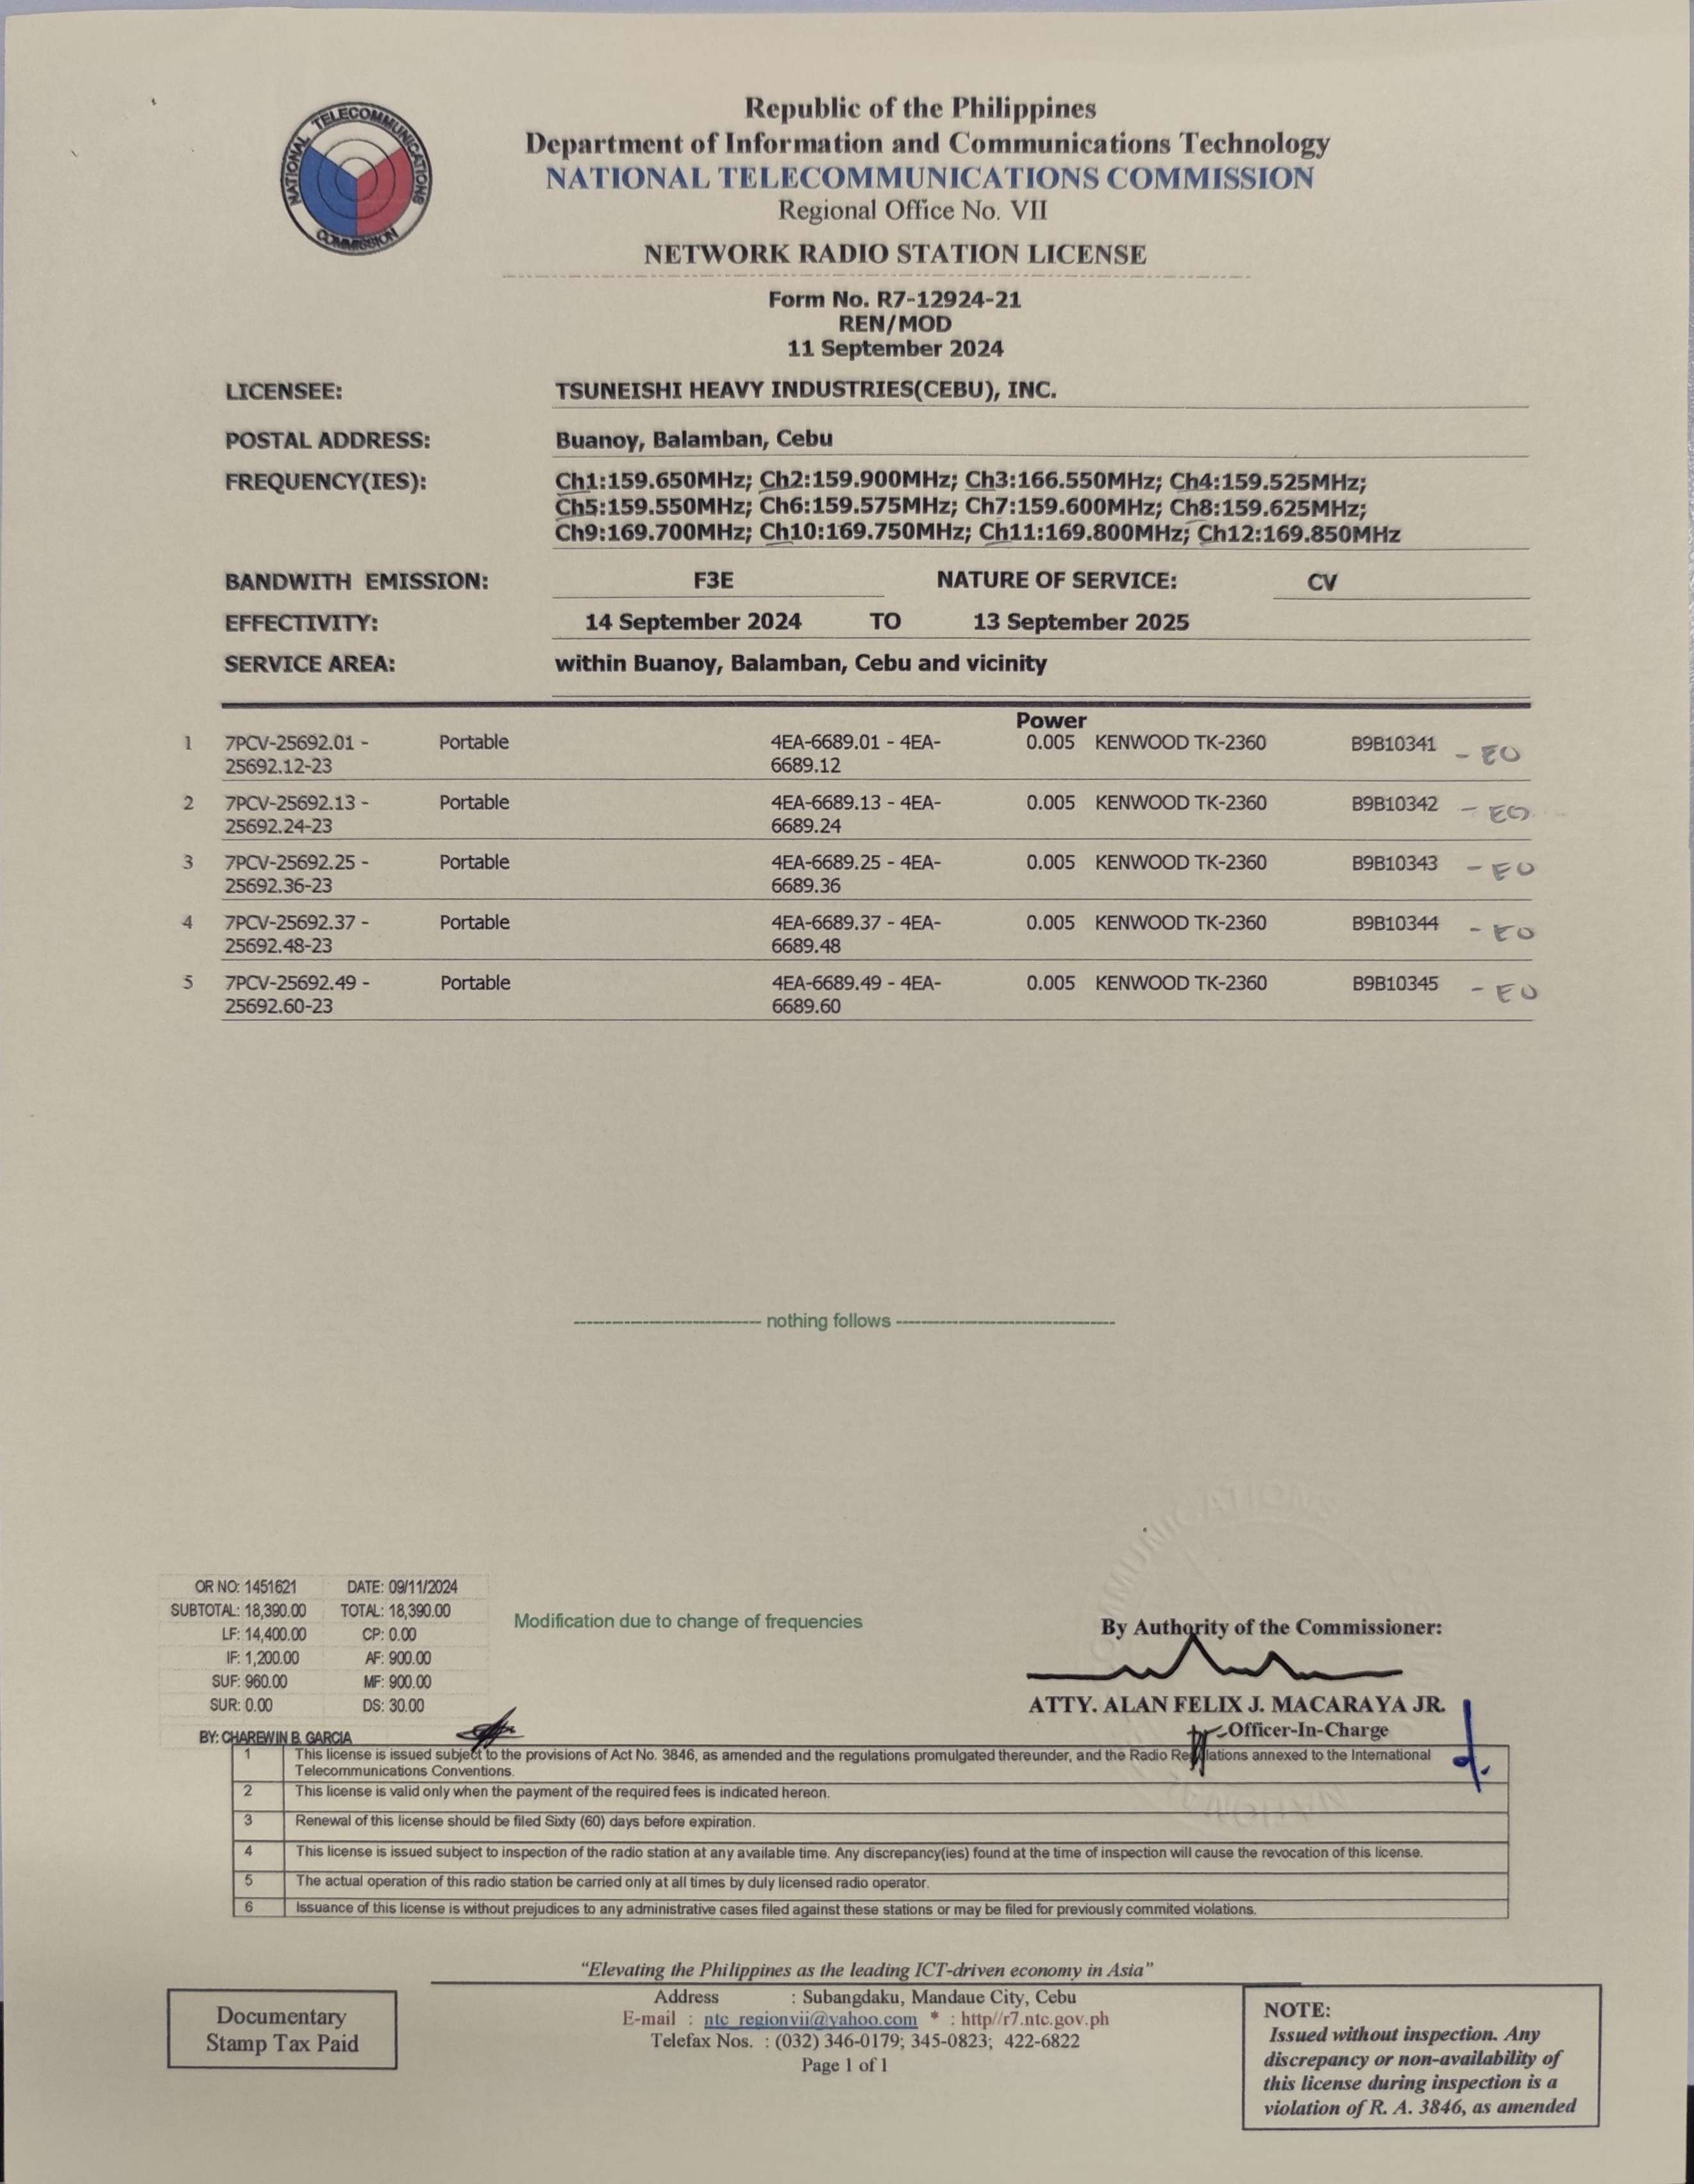 NATIONAL TELECOMMUNICATIONS COMMISSION
Republic of the Philippines
Department of Information and Communications Technology
NATIONAL TELECOMMUNICATIONS COMMISSION
Regional Office No. VII
NETWORK RADIO STATION LICENSE
Form No. R7-12924-21
REN/MOD
11 September 2024
LICENSEE: TSUNEISHI HEAVY INDUSTRIES(CEBU), INC.
POSTAL ADDRESS: Buanoy, Balamban, Cebu
FREQUENCY(IES): Ch1:159.650MHz; Ch2:159.900MHz; Ch3:166.550MHz; Ch4:159.525MHz;
Ch5:159.550MHz; Ch6:159.575MHz; Ch7:159.600MHz; Ch8:159.625MHz;
Ch9:169.700MHz; Ch10:169.750MHz; Ch11:169.800MHz; Ch12:169.850MHz
BANDWITH EMISSION: F3E NATURE OF SERVICE: CV
EFFECTIVITY: 14 September 2024 TO 13 September 2025
SERVICE AREA: within Buanoy, Balamban, Cebu and vicinity
Power
1 7PCV-25692.01 - Portable 4EA-6689.01 - 4EA- 0.005 KENWOOD TK-2360 B9B10341 - EO
25692.12-23 6689.12
2 7PCV-25692.13 - Portable 4EA-6689.13 - 4EA- 0.005 KENWOOD TK-2360 B9B10342 - EO
25692.24-23 6689.24
3 7PCV-25692.25 - Portable 4EA-6689.25 - 4EA- 0.005 KENWOOD TK-2360 B9B10343 - EO
25692.36-23 6689.36
4 7PCV-25692.37 - Portable 4EA-6689.37 - 4EA- 0.005 KENWOOD TK-2360 B9B10344 - EO
25692.48-23 6689.48
5 7PCV-25692.49 - Portable 4EA-6689.49 - 4EA- 0.005 KENWOOD TK-2360 B9B10345 - EO
25692.60-23 6689.60
------------------------------ nothing follows -----------------------------------
OR NO: 1451621 DATE: 09/11/2024
SUBTOTAL: 18,390.00 TOTAL: 18,390.00
LF: 14,400.00 CP: 0.00
IF: 1,200.00 AF: 900.00
SUF: 960.00 MF: 900.00
SUR: 0.00 DS: 30.00
BY: CHAREWIN B. GARCIA
Modification due to change of frequencies
By Authority of the Commissioner:
ATTY. ALAN FELIX J. MACARAYA JR.
Officer-In-Charge
1 This license is issued subject to the provisions of Act No. 3846, as amended and the regulations promulgated thereunder, and the Radio Regulations annexed to the International
Telecommunications Conventions.
2 This license is valid only when the payment of the required fees is indicated hereon.
3 Renewal of this license should be filed Sixty (60) days before expiration.
4 This license is issued subject to inspection of the radio station at any available time. Any discrepancy(ies) found at the time of inspection will cause the revocation of this license.
5 The actual operation of this radio station be carried only at all times by duly licensed radio operator.
6 Issuance of this license is without prejudices to any administrative cases filed against these stations or may be filed for previously commited violations.
"Elevating the Philippines as the leading ICT-driven economy in Asia"
Address : Subangdaku, Mandaue City, Cebu
E-mail : ntc_regionvii@yahoo.com * : http//r7.ntc.gov.ph
Telefax Nos. : (032) 346-0179; 345-0823; 422-6822
Page 1 of 1
Documentary
Stamp Tax Paid
NOTE:
Issued without inspection. Any
discrepancy or non-availability of
this license during inspection is a
violation of R. A. 3846, as amended